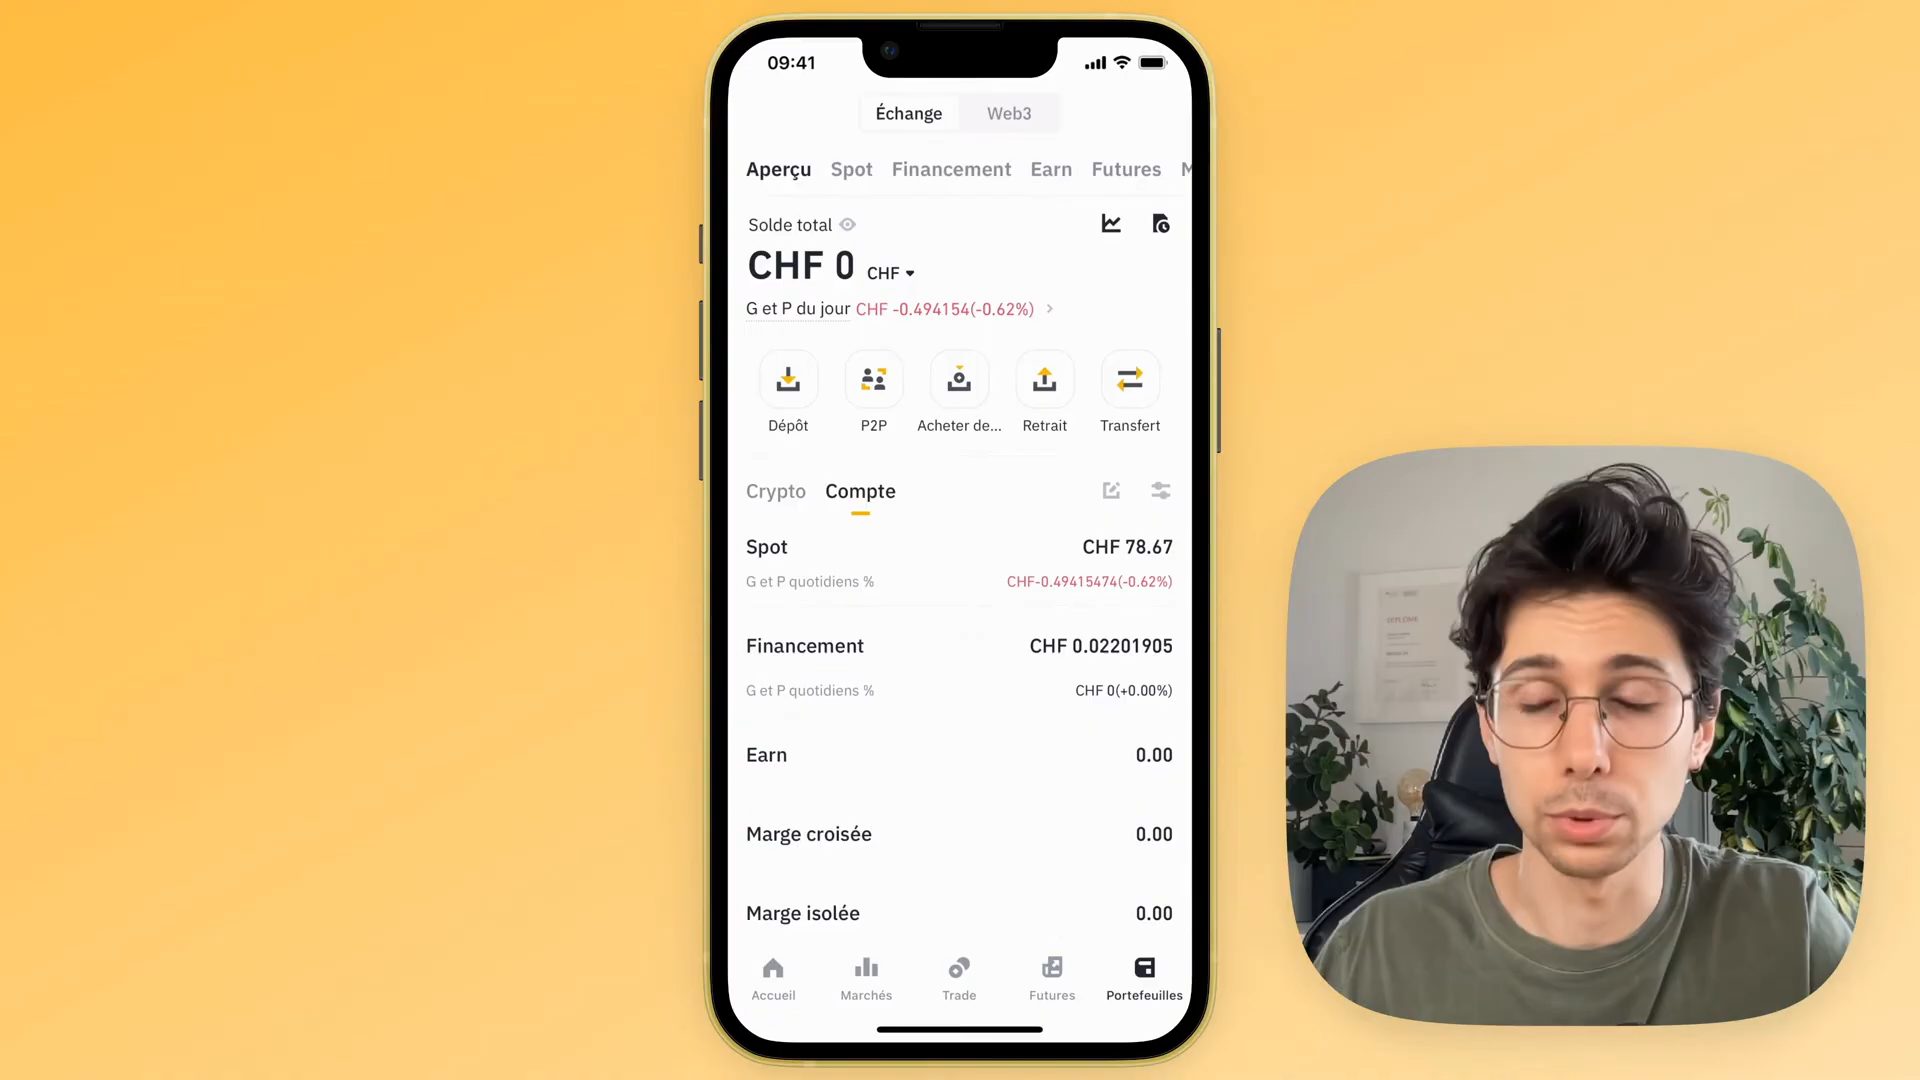 09:41
Échange Web3
Aperçu Spot Financement Earn Futures M
Solde total
CHF 0 CHF
G et P du jour CHF -0.494154(-0.62%)
Dépôt P2P Acheter de... Retrait Transfert
Crypto Compte
Spot CHF 78.67
G et P quotidiens % CHF-0.49415474(-0.62%)
Financement CHF 0.02201905
G et P quotidiens % CHF 0(+0.00%)
Earn 0.00
Marge croisée 0.00
Marge isolée 0.00
Accueil Marchés Trade Futures Portefeuilles